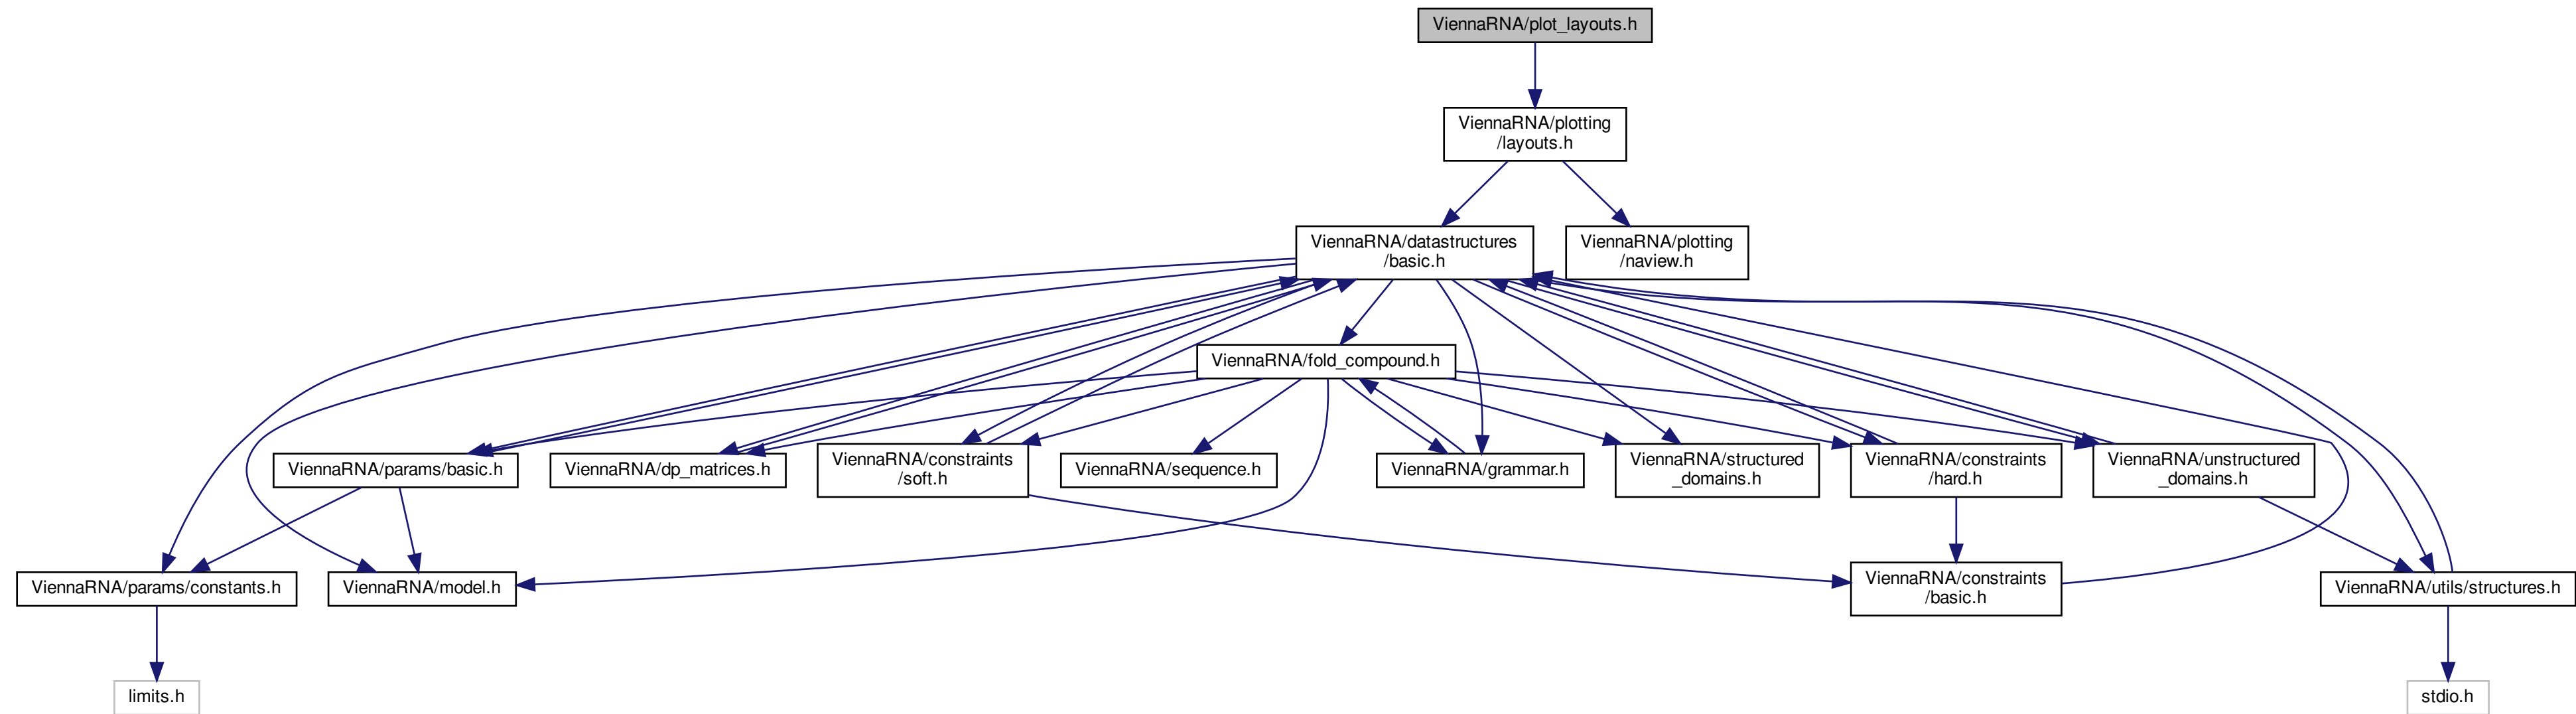 ViennaRNA/plot_layouts.h
ViennaRNA/plotting
/layouts.h
ViennaRNA/datastructures
/basic.h
ViennaRNA/plotting
/naview.h
ViennaRNA/fold_compound.h
ViennaRNA/params/basic.h
ViennaRNA/dp_matrices.h
ViennaRNA/constraints
/soft.h
ViennaRNA/sequence.h
ViennaRNA/grammar.h
ViennaRNA/structured
_domains.h
ViennaRNA/constraints
/hard.h
ViennaRNA/unstructured
_domains.h
ViennaRNA/params/constants.h
ViennaRNA/model.h
ViennaRNA/constraints
/basic.h
ViennaRNA/utils/structures.h
limits.h
stdio.h